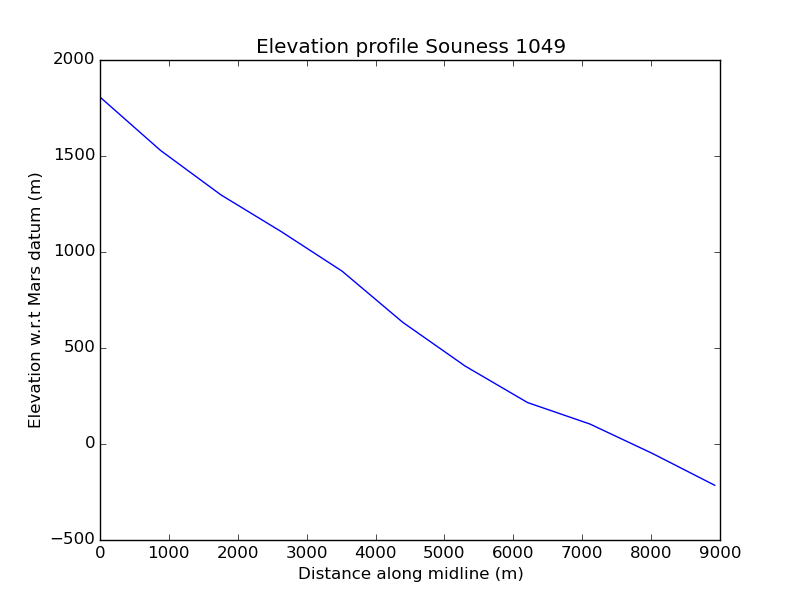 Elevation profile Souness 1049
2000
1500
1000
500
0
−500
Elevation w.r.t Mars datum (m)
0 1000 2000 3000 4000 5000 6000 7000 8000 9000
Distance along midline (m)